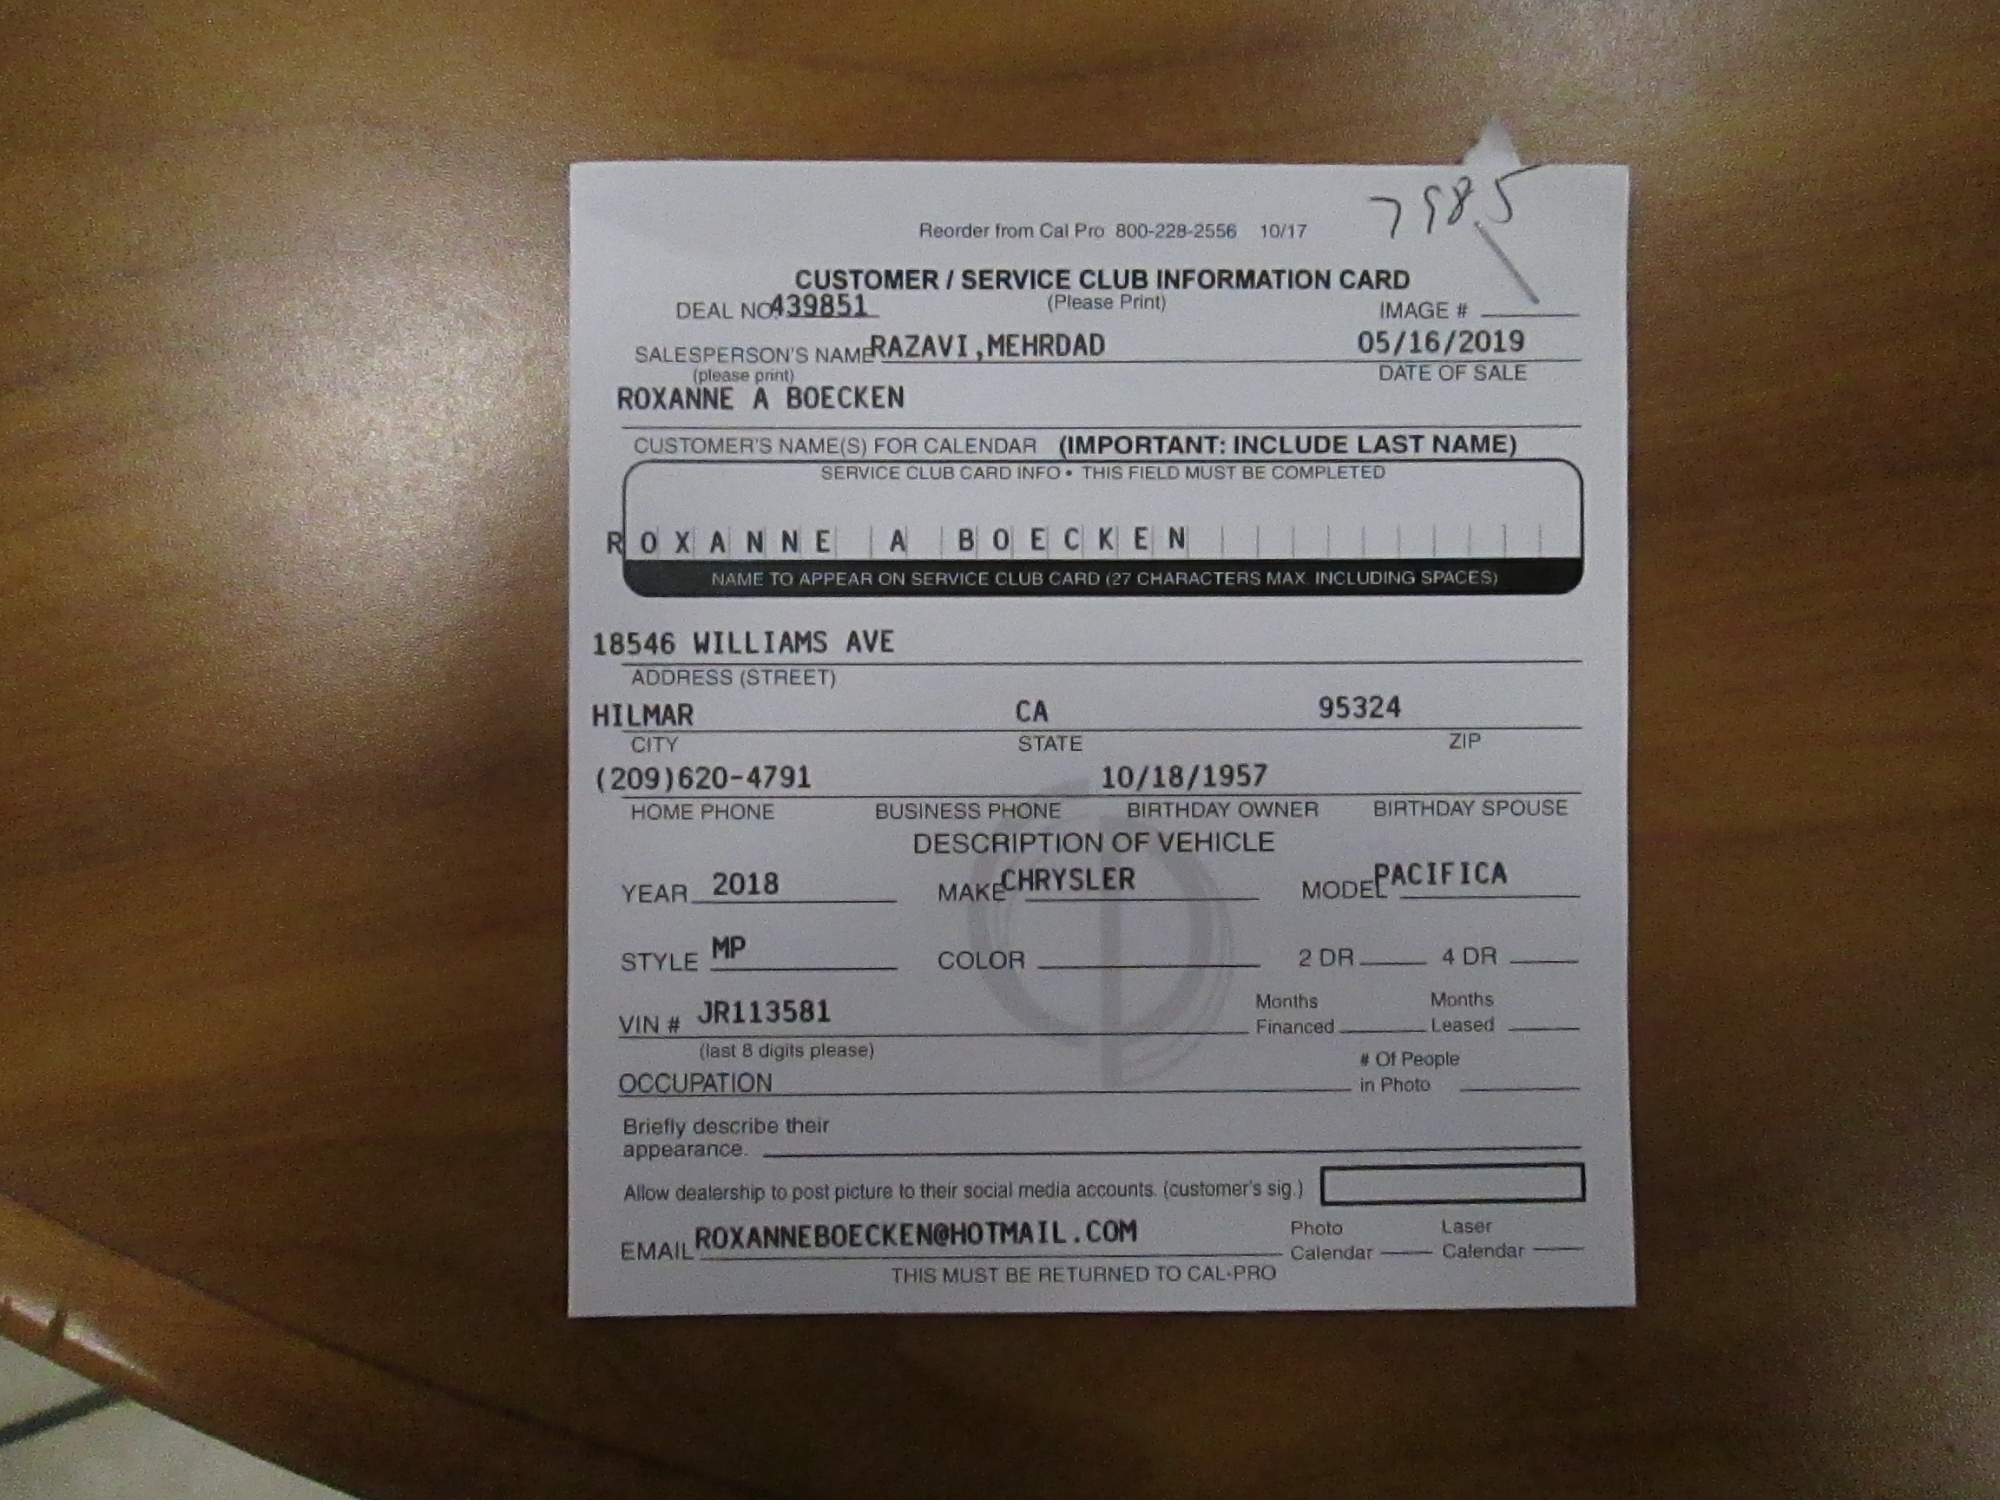 7985
Reorder from Cal Pro 800-228-2556 10/17
CUSTOMER / SERVICE CLUB INFORMATION CARD
DEAL NO. 439851 (Please Print) IMAGE #
SALESPERSON'S NAME RAZAVI,MEHRDAD 05/16/2019
(please print) DATE OF SALE
ROXANNE A BOECKEN
CUSTOMER'S NAME(S) FOR CALENDAR (IMPORTANT: INCLUDE LAST NAME)
SERVICE CLUB CARD INFO • THIS FIELD MUST BE COMPLETED
ROXANNE A BOECKEN
NAME TO APPEAR ON SERVICE CLUB CARD (27 CHARACTERS MAX. INCLUDING SPACES)
18546 WILLIAMS AVE
ADDRESS (STREET)
HILMAR CA 95324
CITY STATE ZIP
(209)620-4791 10/18/1957
HOME PHONE BUSINESS PHONE BIRTHDAY OWNER BIRTHDAY SPOUSE
DESCRIPTION OF VEHICLE
YEAR 2018 MAKE CHRYSLER MODEL PACIFICA
STYLE MP COLOR 2 DR 4 DR
VIN # JR113581 Months Financed Months Leased
(last 8 digits please)
OCCUPATION # Of People in Photo
Briefly describe their
appearance.
Allow dealership to post picture to their social media accounts. (customer's sig.)
EMAIL ROXANNEBOECKEN@HOTMAIL.COM Photo Calendar Laser Calendar
THIS MUST BE RETURNED TO CAL-PRO